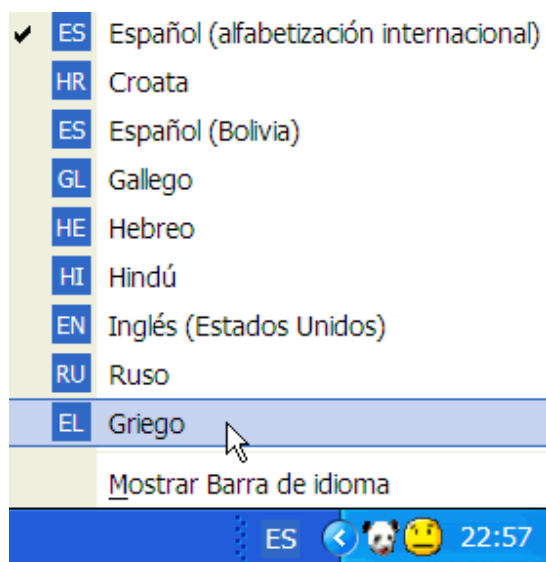 ES Español (alfabetización internacional)
HR Croata
ES Español (Bolivia)
GL Gallego
HE Hebreo
HI Hindú
EN Inglés (Estados Unidos)
RU Ruso
EL Griego
Mostrar Barra de idioma
ES 22:57